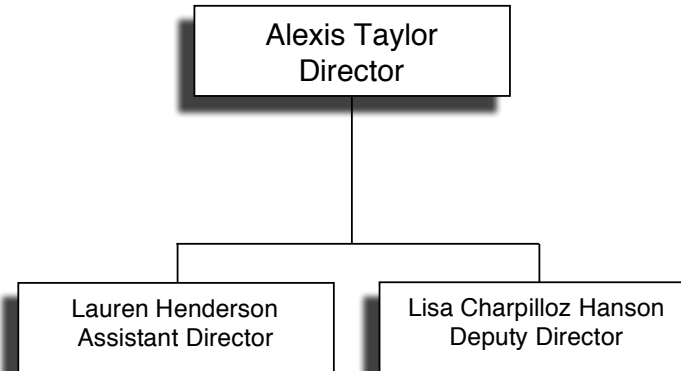 Alexis Taylor
Director
Lauren Henderson
Assistant Director
Lisa Charpilloz Hanson
Deputy Director